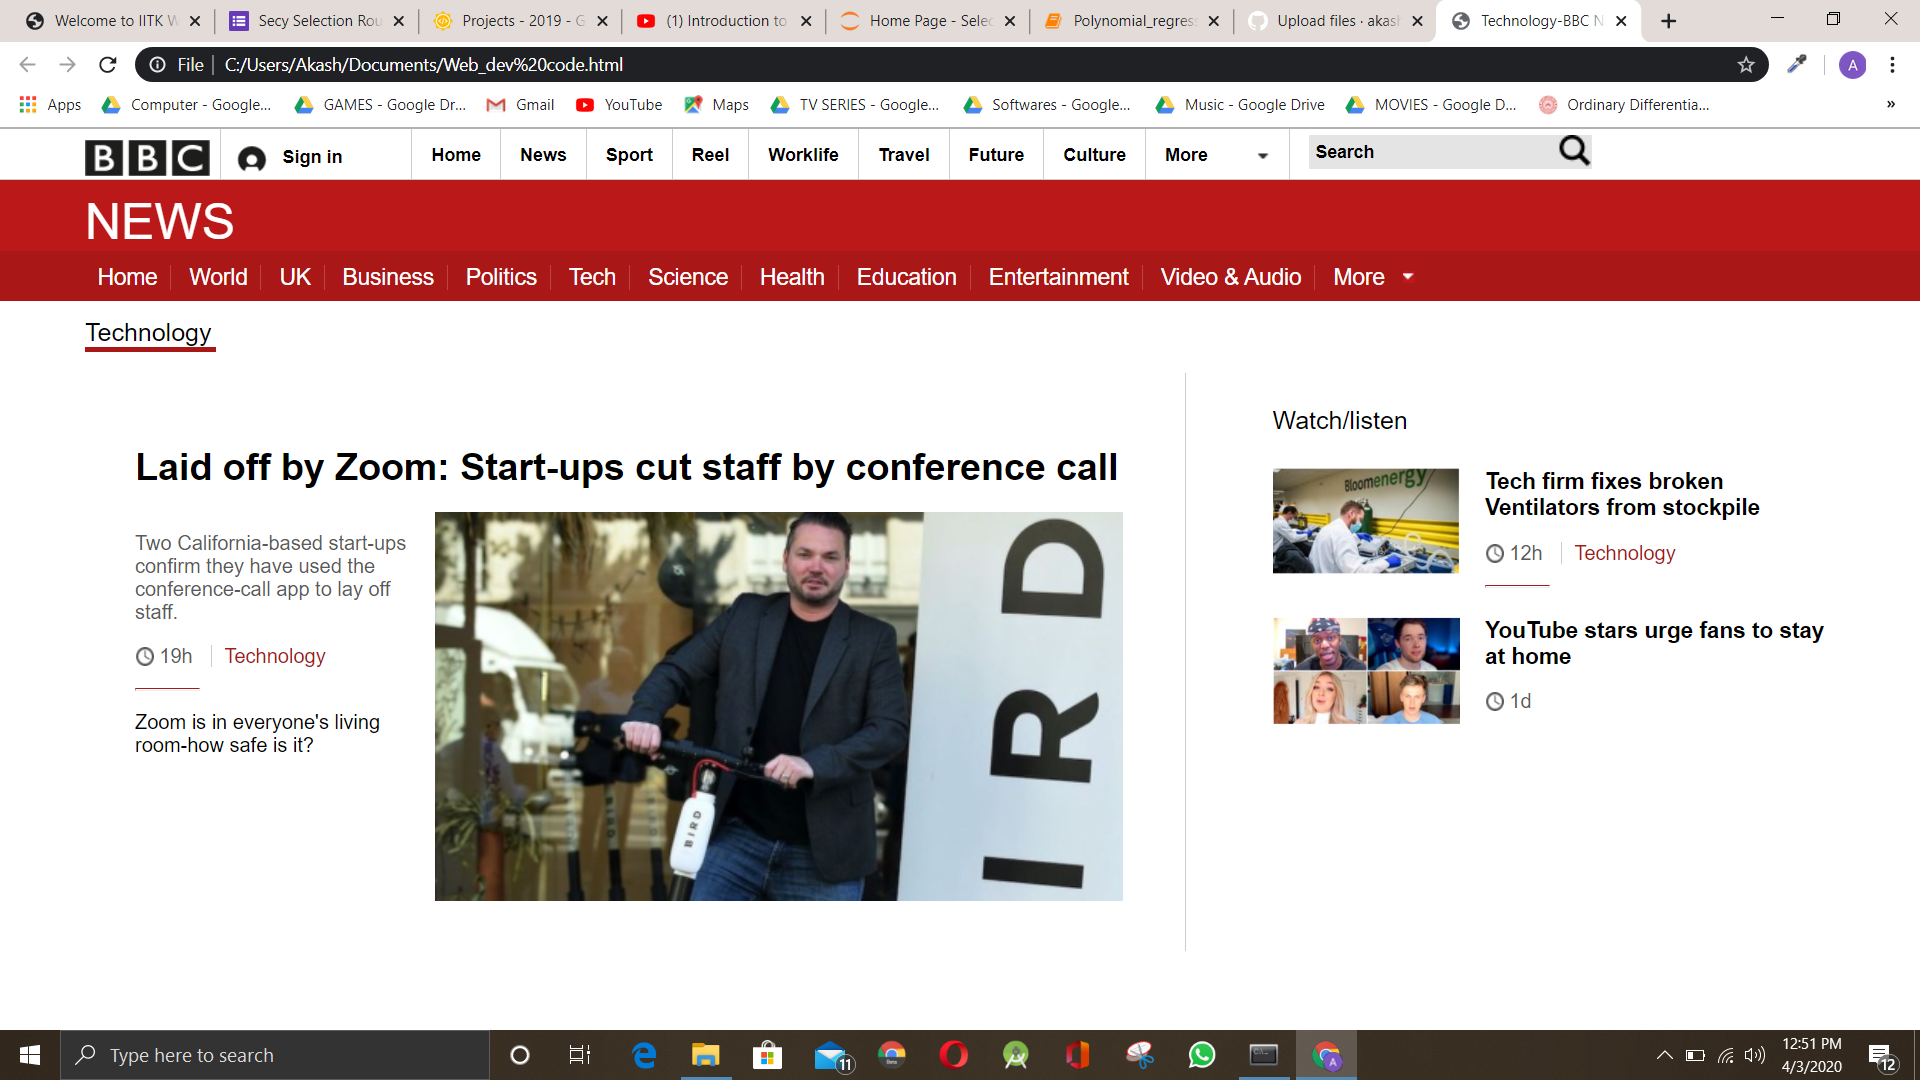 Welcome to IITK W
Secy Selection Rou
Projects - 2019 - G
(1) Introduction to
Home Page - Selec
Polynomial_regres
Upload files · akash
Technology-BBC N
File
C:/Users/Akash/Documents/Web_dev%20code.html
A
Apps
Computer - Google...
GAMES - Google Dr...
Gmail
YouTube
Maps
TV SERIES - Google...
Softwares - Google...
Music - Google Drive
MOVIES - Google D...
Ordinary Differentia...
»
BBC
Sign in
Home
News
Sport
Reel
Worklife
Travel
Future
Culture
More
Search
NEWS
Home
World
UK
Business
Politics
Tech
Science
Health
Education
Entertainment
Video & Audio
More
Technology
Laid off by Zoom: Start-ups cut staff by conference call
Two California-based start-ups
confirm they have used the
conference-call app to lay off
staff.
19h
Technology
Zoom is in everyone's living
room-how safe is it?
BIRD
IRD
Watch/listen
Bloomenergy
Tech firm fixes broken
Ventilators from stockpile
12h
Technology
YouTube stars urge fans to stay
at home
1d
Type here to search
11
A
12:51 PM
4/3/2020
12